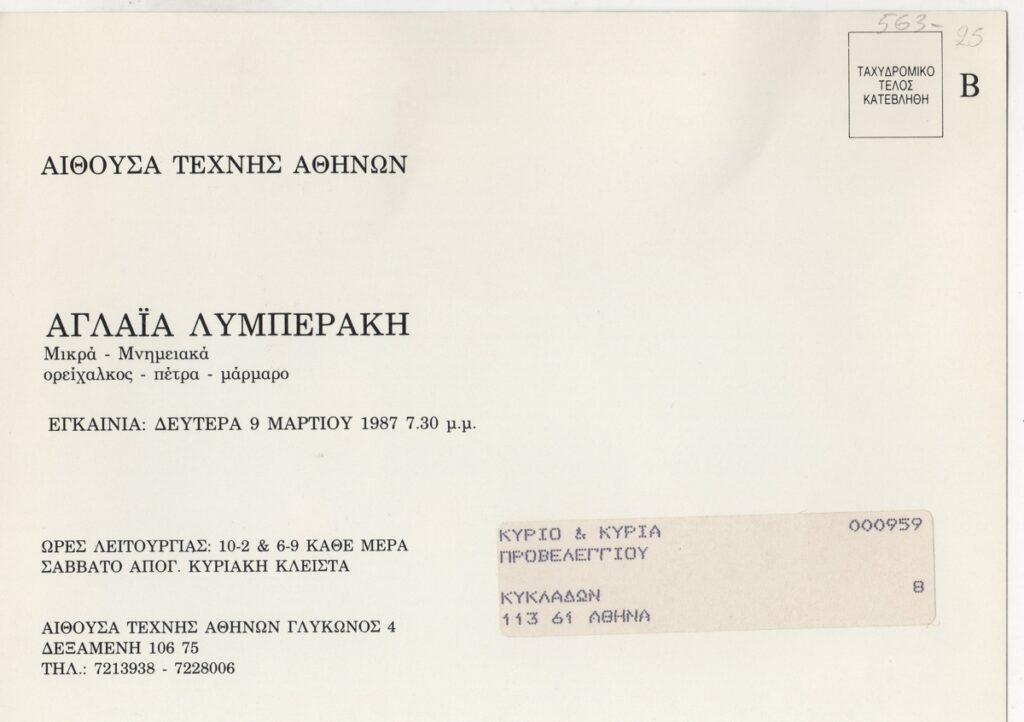 563-
25
ΤΑΧΥΔΡΟΜΙΚΟ
ΤΕΛΟΣ
ΚΑΤΕΒΛΗΘΗ
Β
ΑΙΘΟΥΣΑ ΤΕΧΝΗΣ ΑΘΗΝΩΝ
ΑΓΛΑΪΑ ΛΥΜΠΕΡΑΚΗ
Μικρά - Μνημειακά
ορείχαλκος - πέτρα - μάρμαρο
ΕΓΚΑΙΝΙΑ: ΔΕΥΤΕΡΑ 9 ΜΑΡΤΙΟΥ 1987 7.30 μ.μ.
ΩΡΕΣ ΛΕΙΤΟΥΡΓΙΑΣ: 10-2 & 6-9 ΚΑΘΕ ΜΕΡΑ
ΣΑΒΒΑΤΟ ΑΠΟΓ. ΚΥΡΙΑΚΗ ΚΛΕΙΣΤΑ
ΑΙΘΟΥΣΑ ΤΕΧΝΗΣ ΑΘΗΝΩΝ ΓΛΥΚΩΝΟΣ 4
ΔΕΞΑΜΕΝΗ 106 75
ΤΗΛ.: 7213938 - 7228006
ΚΥΡΙΟ & ΚΥΡΙΑ 000959
ΠΡΟΒΕΛΕΓΓΙΟΥ
ΚΥΚΛΑΔΩΝ 8
113 61 ΑΘΗΝΑ